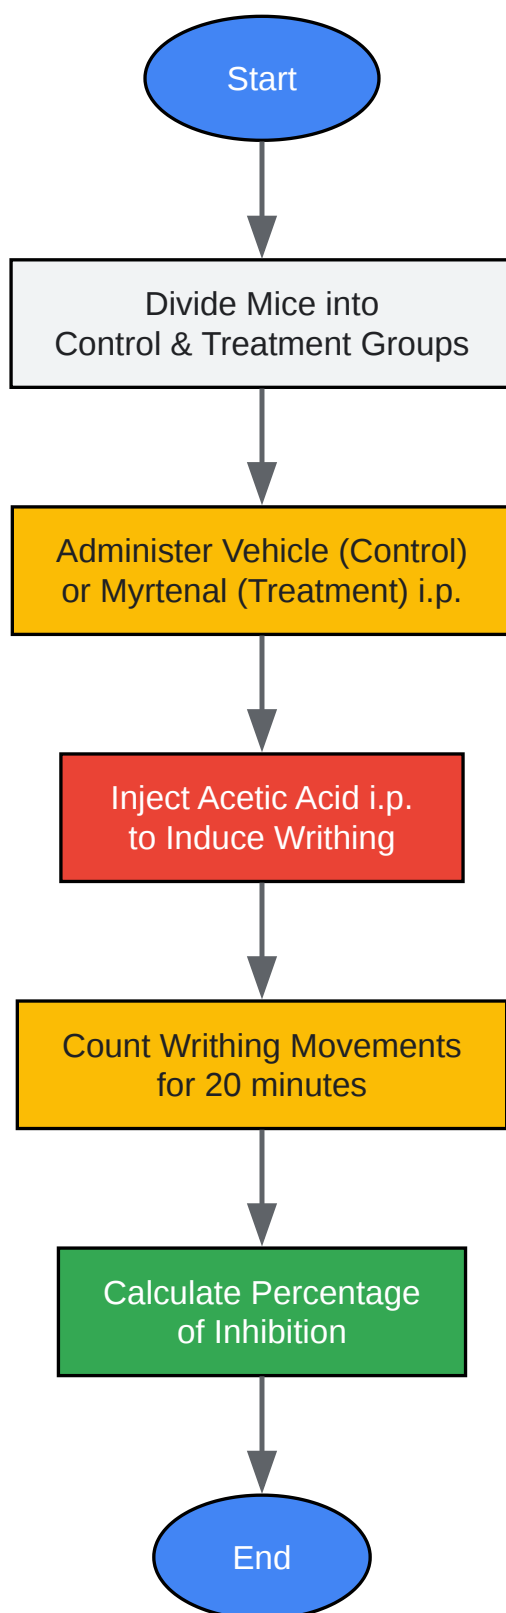 Start
Divide Mice into
Control & Treatment Groups
Administer Vehicle (Control)
or Myrtenal (Treatment) i.p.
Inject Acetic Acid i.p.
to Induce Writhing
Count Writhing Movements
for 20 minutes
Calculate Percentage
of Inhibition
End